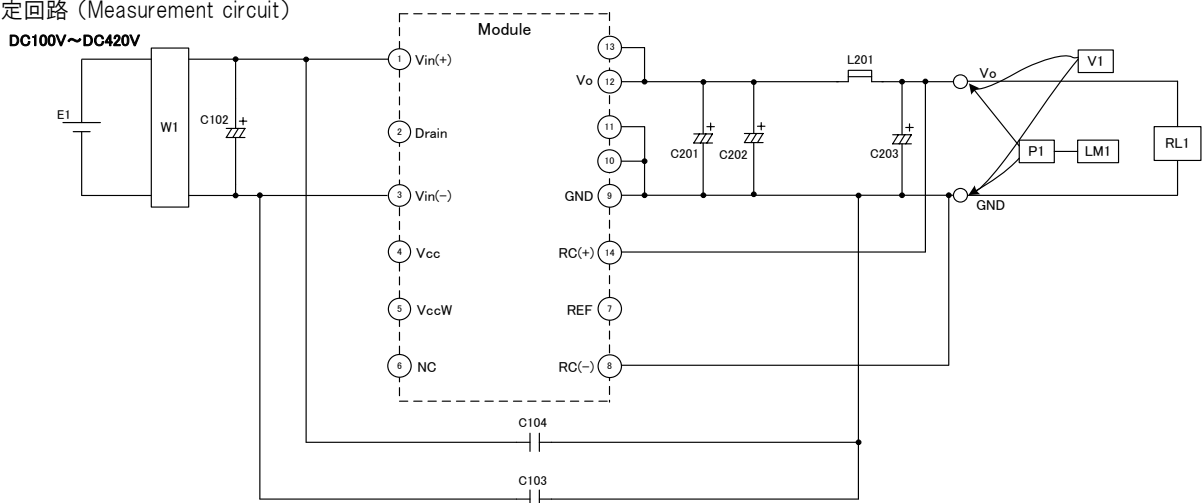 定回路（Measurement circuit）
DC100V～DC420V
Module
13
1 Vin(+)
Vo 12
L201
Vo
V1
E1
W1
C102 +
2 Drain
11
10
+
C201
+
C202
+
C203
P1
LM1
RL1
3 Vin(-)
GND 9
GND
4 Vcc
RC(+) 14
5 VccW
REF 7
6 NC
RC(-) 8
C104
C103